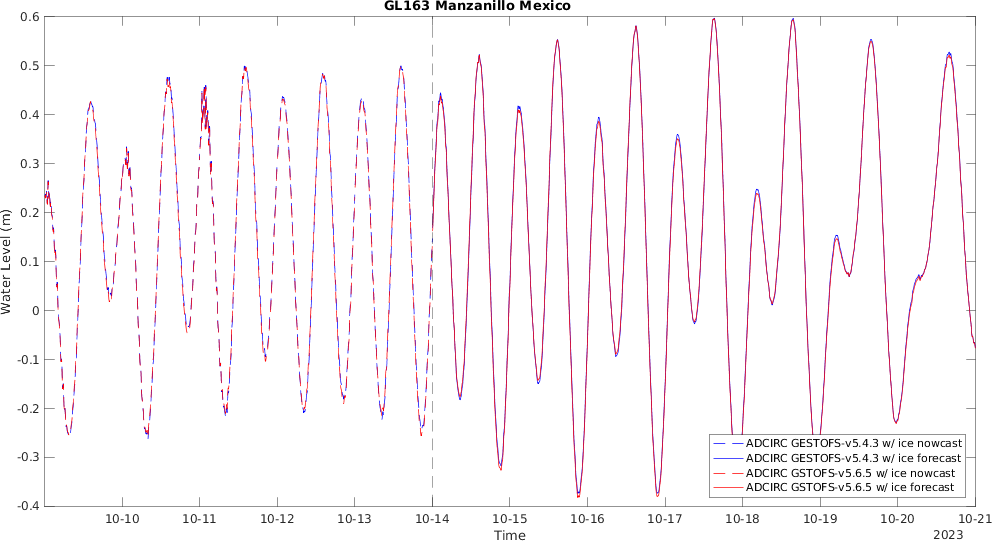 GL163 Manzanillo Mexico
Water Level (m)
0.6
0.5
0.4
0.3
0.2
0.1
0
-0.1
-0.2
-0.3
-0.4
ADCIRC GESTOFS-v5.4.3 w/ ice nowcast
ADCIRC GESTOFS-v5.4.3 w/ ice forecast
ADCIRC GSTOFS-v5.6.5 w/ ice nowcast
ADCIRC GSTOFS-v5.6.5 w/ ice forecast
10-10 10-11 10-12 10-13 10-14 10-15 10-16 10-17 10-18 10-19 10-20 10-21
Time
2023